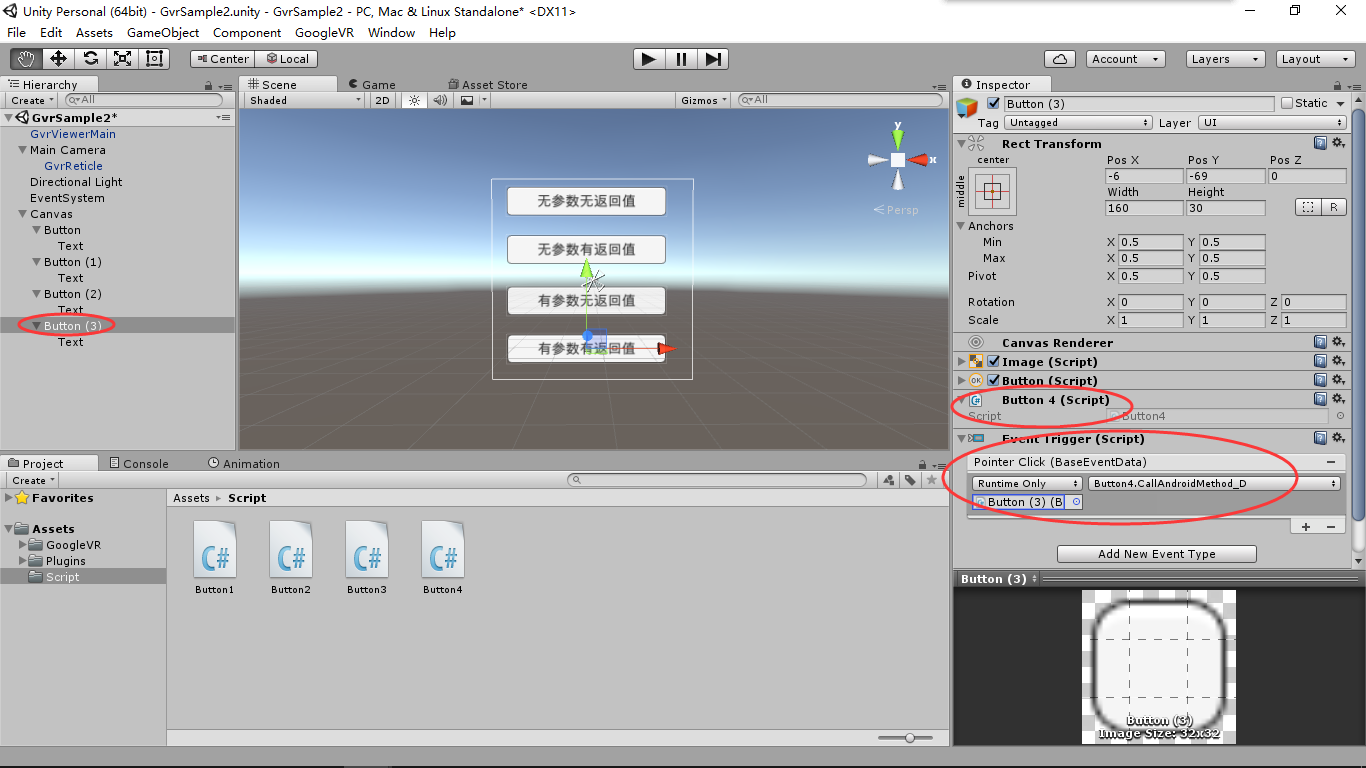 Unity Personal (64bit) - GvrSample2.unity - GvrSample2 - PC, Mac & Linux Standalone* <DX11>
File Edit Assets GameObject Component GoogleVR Window Help
Center Local Account Layers Layout
Hierarchy
Create All
GvrSample2*
GvrViewerMain
Main Camera
GvrReticle
Directional Light
EventSystem
Canvas
Button
Text
Button (1)
Text
Button (2)
Text
Button (3)
Text
Scene Game Asset Store
Shaded 2D Gizmos All
y
x
Persp
无参数无返回值
无参数有返回值
有参数无返回值
有参数有返回值
Inspector
Button (3) Static
Tag Untagged Layer UI
Rect Transform
center Pos X Pos Y Pos Z
middle -6 -69 0
Width Height
160 30 R
Anchors
Min X 0.5 Y 0.5
Max X 0.5 Y 0.5
Pivot X 0.5 Y 0.5
Rotation X 0 Y 0 Z 0
Scale X 1 Y 1 Z 1
Canvas Renderer
Image (Script)
OK Button (Script)
C# Button 4 (Script)
Script Button4
Event Trigger (Script)
Pointer Click (BaseEventData)
Runtime Only Button4.CallAndroidMethod_D
Button (3) (B
Add New Event Type
Button (3)
Button (3)
Image Size: 32x32
Project Console Animation
Create
Favorites
Assets
GoogleVR
Plugins
Script
Assets Script
C# C# C# C#
Button1 Button2 Button3 Button4